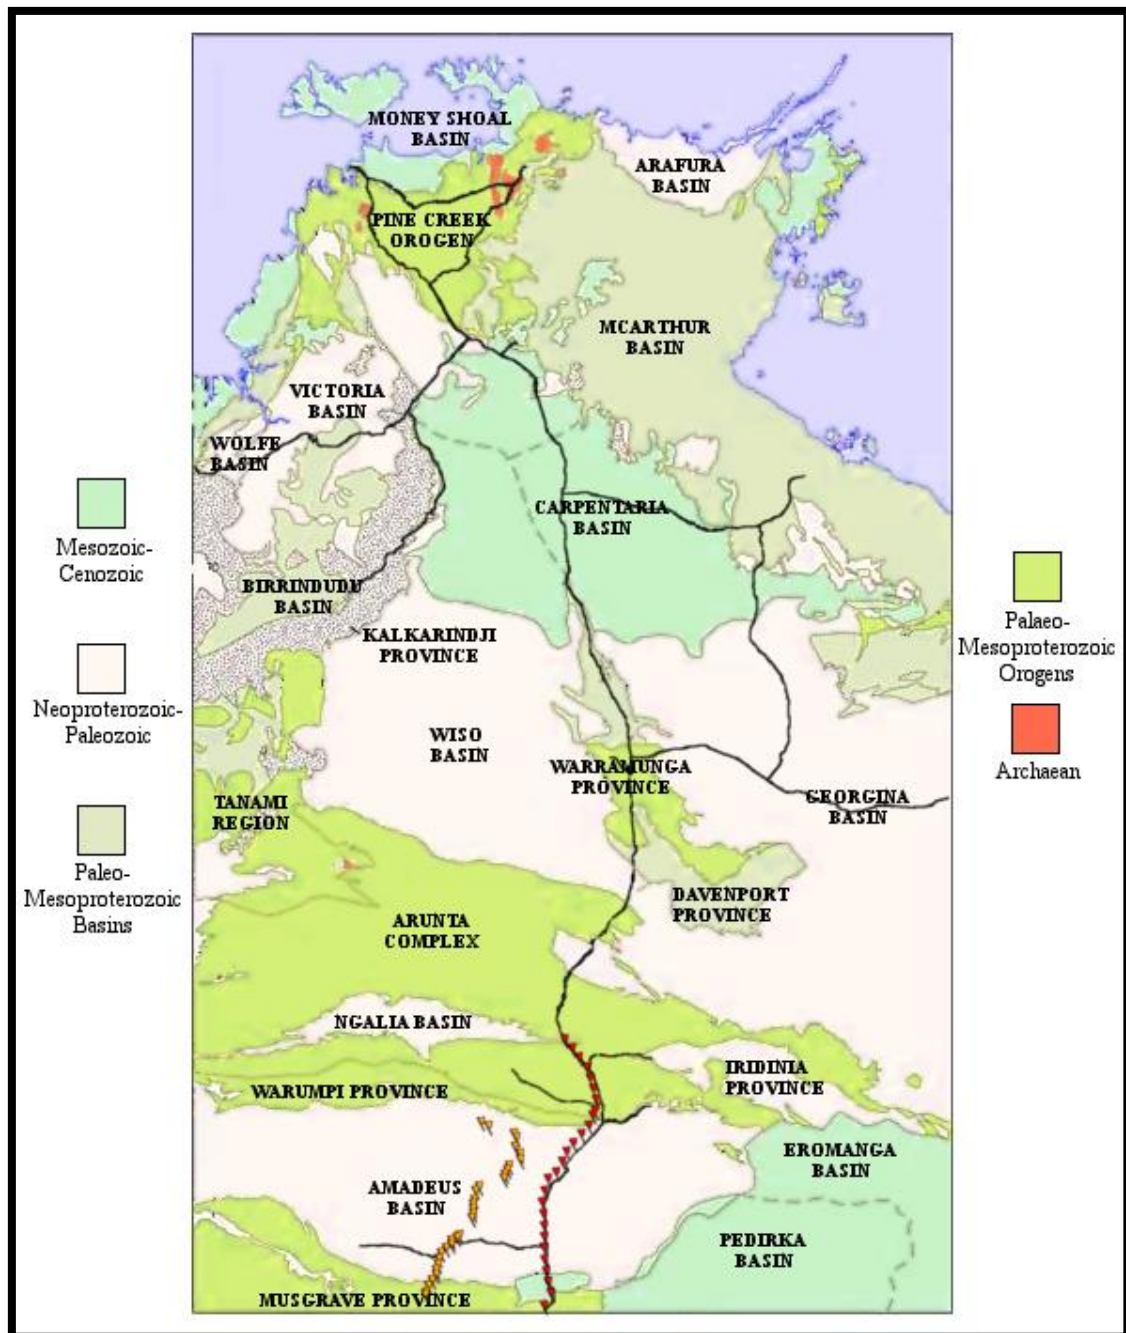 MONEY SHOAL
BASIN
ARAFURA
BASIN
PINE CREEK
OROGEN
MCARTHUR
BASIN
VICTORIA
BASIN
WOLFE
BASIN
CARPENTARIA
BASIN
BIRRINDUDU
BASIN
KALKARINDJI
PROVINCE
WISO
BASIN
WARRAMUNGA
PROVINCE
TANAMI
REGION
GEORGINA
BASIN
DAVENPORT
PROVINCE
ARUNTA
COMPLEX
NGALIA BASIN
IRIDINIA
PROVINCE
WARUMPI PROVINCE
EROMANGA
BASIN
AMADEUS
BASIN
PEDIRKA
BASIN
MUSGRAVE PROVINCE
Mesozoic-
Cenozoic
Neoproterozoic-
Paleozoic
Paleo-
Mesoproterozoic
Basins
Palaeo-
Mesoproterozoic
Orogens
Archaean